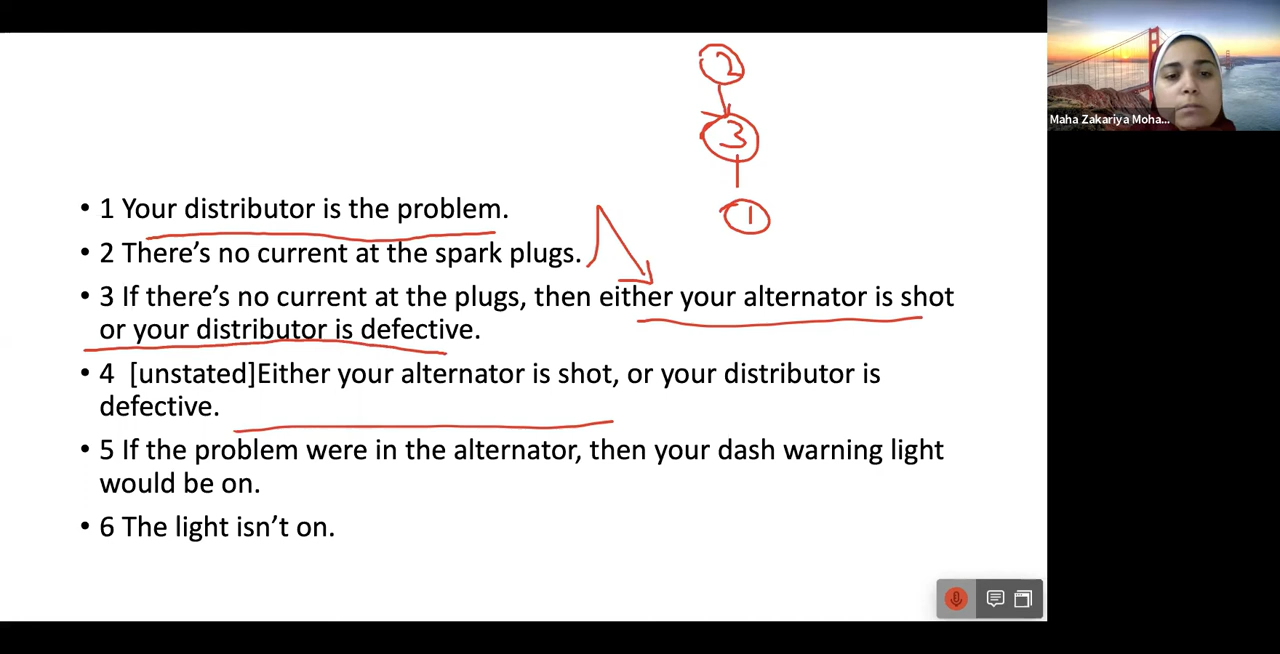 2
3
1
Maha Zakariya Moha...
• 1 Your distributor is the problem.
• 2 There's no current at the spark plugs.
• 3 If there's no current at the plugs, then either your alternator is shot
or your distributor is defective.
• 4 [unstated]Either your alternator is shot, or your distributor is
defective.
• 5 If the problem were in the alternator, then your dash warning light
would be on.
• 6 The light isn't on.